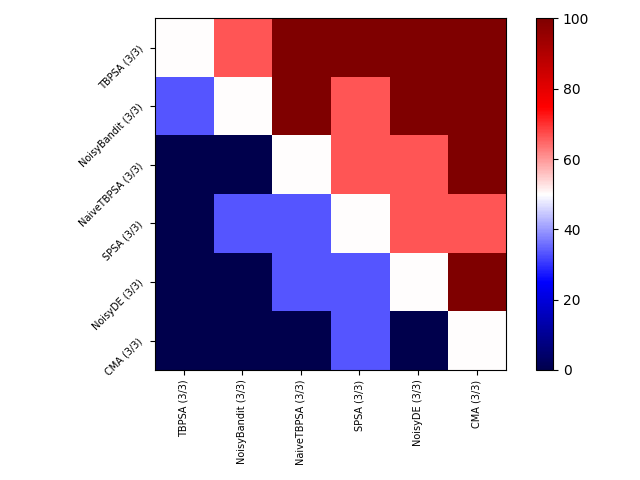 TBPSA (3/3)
NoisyBandit (3/3)
NaiveTBPSA (3/3)
SPSA (3/3)
NoisyDE (3/3)
CMA (3/3)
TBPSA (3/3)
NoisyBandit (3/3)
NaiveTBPSA (3/3)
SPSA (3/3)
NoisyDE (3/3)
CMA (3/3)
100
80
60
40
20
0